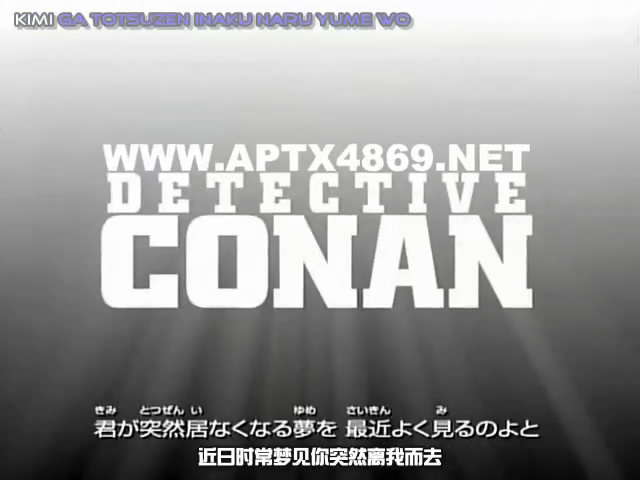 KIMI GA TOTSUZEN INAKU NARU YUME WO
WWW.APTX4869.NET
DETECTIVE
CONAN
きみ とつぜん い ゆめ さいきん み
君が突然居なくなる夢を 最近よく見るのよと
近日时常梦见你突然离我而去